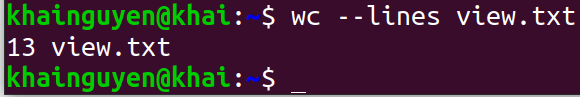 khainguyen@khai:~$ wc --lines view.txt
13 view.txt
khainguyen@khai:~$ _